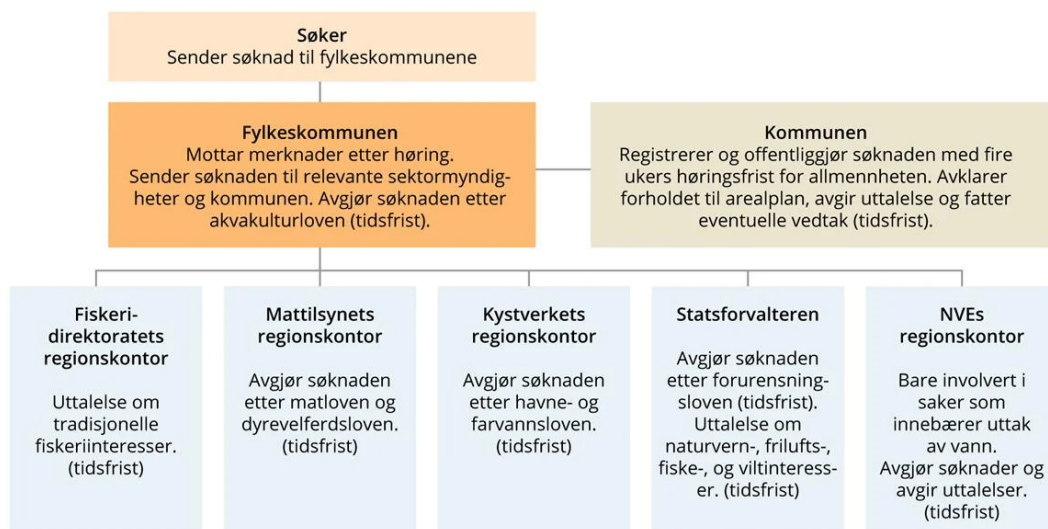 Søker
Sender søknad til fylkeskommunene
Fylkeskommunen
Mottar merknader etter høring.
Sender søknaden til relevante sektormyndig-
heter og kommunen. Avgjør søknaden etter
akvakulturloven (tidsfrist).
Kommunen
Registrerer og offentliggjør søknaden med fire
ukers høringsfrist for allmennheten. Avklarer
forholdet til arealplan, avgir uttalelse og fatter
eventuelle vedtak (tidsfrist).
Fiskeri-
direktoratets
regionskontor
Uttalelse om
tradisjonelle
fiskeriinteresser.
(tidsfrist)
Mattilsynets
regionskontor
Avgjør søknaden
etter matloven og
dyrevelferdsloven.
(tidsfrist)
Kystverkets
regionskontor
Avgjør søknaden
etter havne- og
farvannsloven.
(tidsfrist)
Statsforvalteren
Avgjør søknaden
etter forurensning-
sloven (tidsfrist).
Uttalelse om
naturvern-, frilufts-,
fiske-, og viltinteress-
er. (tidsfrist)
NVEs
regionskontor
Bare involvert i
saker som
innebærer uttak
av vann.
Avgjør søknader og
avgir uttalelser.
(tidsfrist)